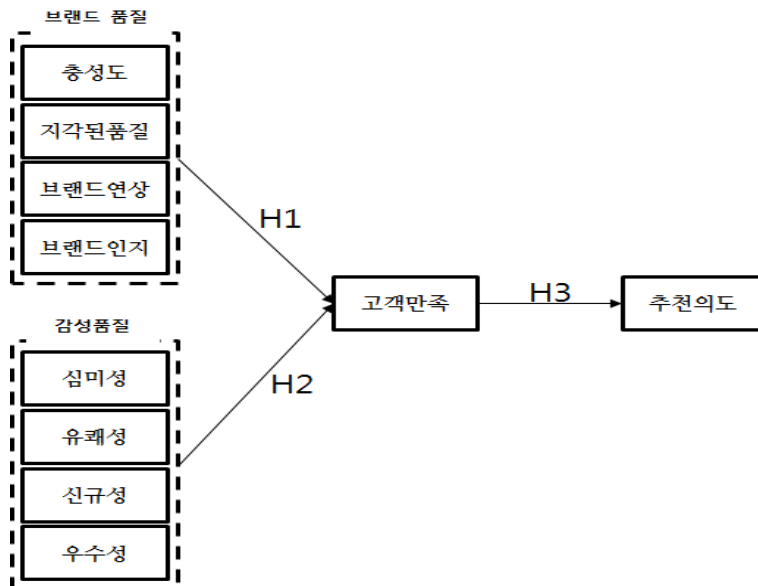 브랜드 품질
충성도
지각된품질
브랜드연상
브랜드인지
H1
고객만족
H3
추천의도
감성품질
H2
심미성
유쾌성
신규성
우수성